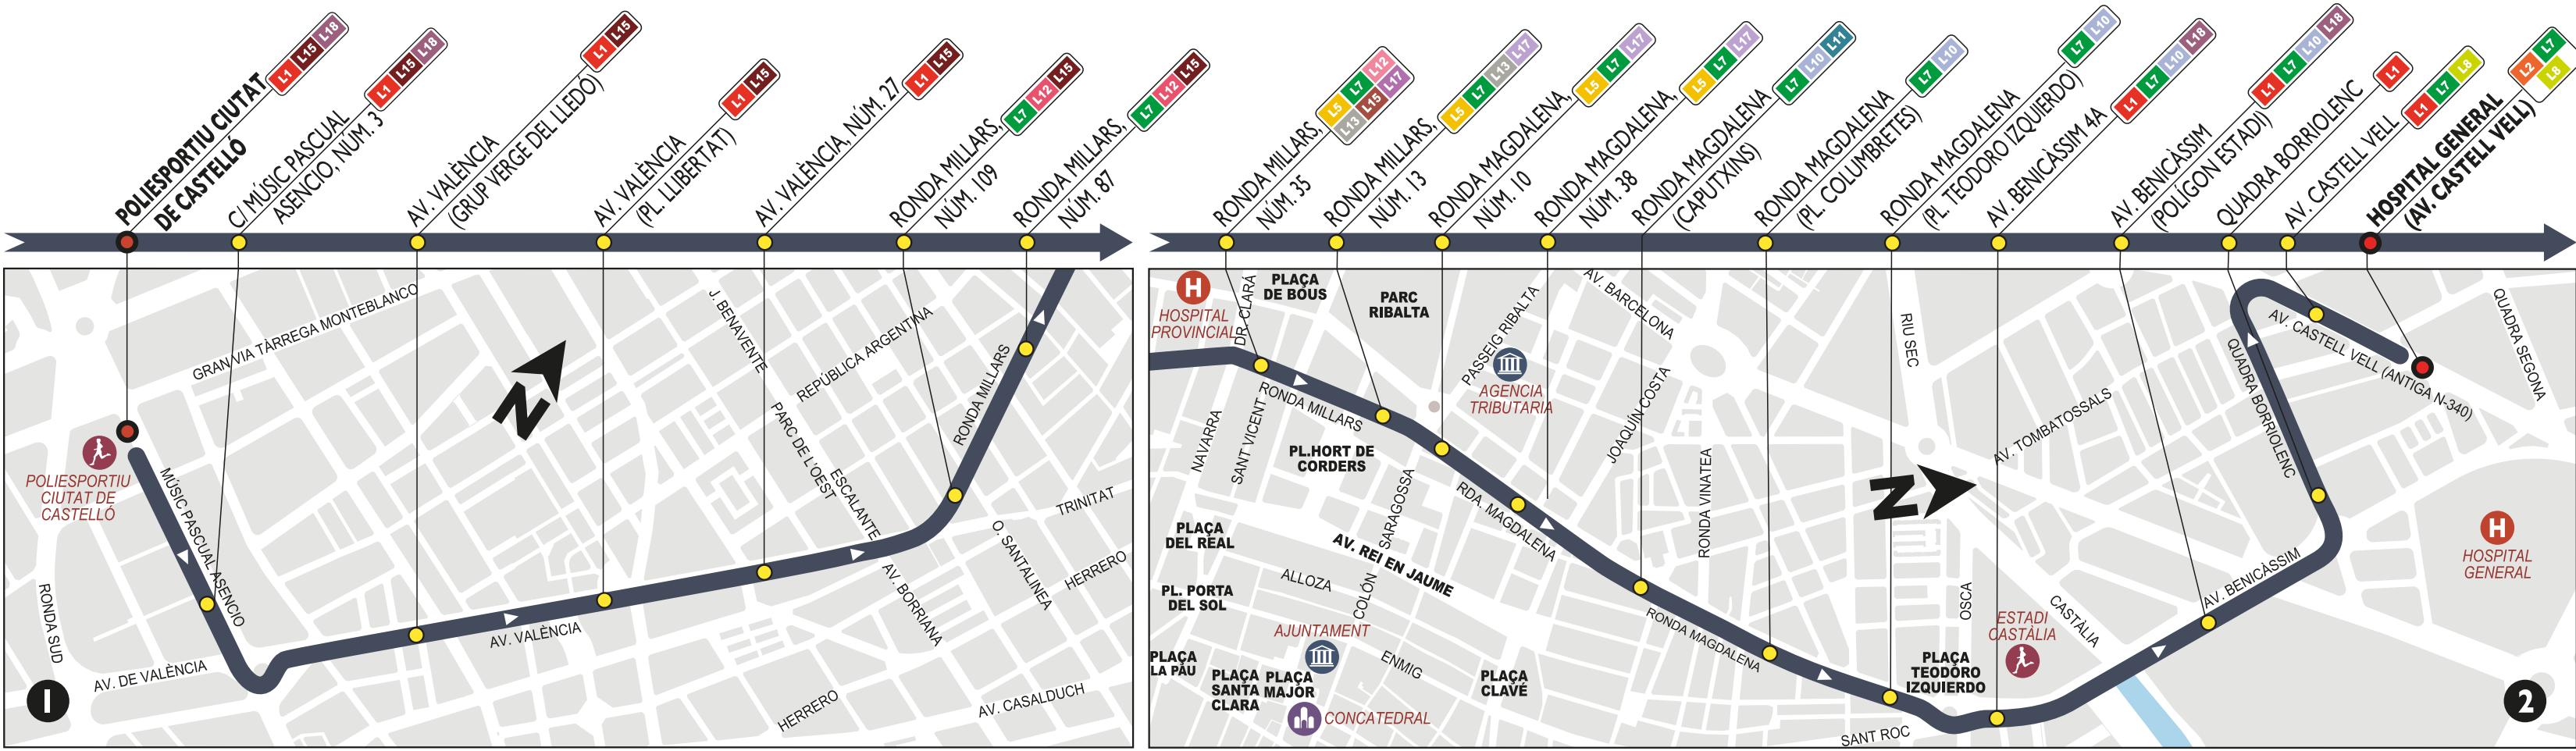 POLIESPORTIU CIUTAT
DE CASTELLÓ
L1 L15 L18
C/ MÚSIC PASCUAL
ASENCIO, NÚM. 3
L1 L15 L18
AV. VALÈNCIA
(GRUP VERGE DEL LLEDÓ)
L1 L15
AV. VALÈNCIA
(PL. LLIBERTAT)
L1 L15
AV. VALÈNCIA, NÚM. 27
L1 L15
RONDA MILLARS,
NÚM. 109
L7 L12 L15
RONDA MILLARS,
NÚM. 87
L7 L12 L15
RONDA MILLARS,
NÚM. 35
L5 L7 L12
L13 L15 L17
RONDA MILLARS,
NÚM. 13
L5 L7 L13 L17
RONDA MAGDALENA,
NÚM. 10
L5 L7 L17
RONDA MAGDALENA,
NÚM. 38
L5 L7 L17
RONDA MAGDALENA
(CAPUTXINS)
L7 L10 L11
RONDA MAGDALENA
(PL. COLUMBRETES)
L7 L10
RONDA MAGDALENA
(PL. TEODORO IZQUIERDO)
L7 L10
AV. BENICÀSSIM 4A
L1 L7 L10 L18
AV. BENICÀSSIM
(POLÍGON ESTADI)
L1 L7 L10 L18
QUADRA BORRIOLENC
L1
AV. CASTELL VELL
L1 L7 L8
HOSPITAL GENERAL
(AV. CASTELL VELL)
L2 L7
L8
GRAN VIA TÀRREGA MONTEBLANCO
J. BENAVENTE
REPÚBLICA ARGENTINA
RONDA MILLARS
N
PARC DE L'OEST
ESCALANTE
POLIESPORTIU
CIUTAT DE
CASTELLÓ
MÚSIC PASCUAL ASENCIO
TRINITAT
O. SANTALINEA
HERRERO
RONDA SUD
AV. VALÈNCIA
AV. BORRIANA
AV. DE VALÈNCIA
HERRERO
AV. CASALDUCH
1
H
HOSPITAL
PROVINCIAL
DR. CLARÁ
PLAÇA
DE BOUS
PARC
RIBALTA
PASSEIG RIBALTA
AV. BARCELONA
RIU SEC
QUADRA SEGONA
AV. CASTELL VELL (ANTIGA N-340)
QUADRA BORRIOLENC
AGENCIA
TRIBUTARIA
JOAQUÍN COSTA
RONDA MILLARS
NAVARRA
SANT VICENT
PL.HORT DE
CORDERS
SARAGOSSA
RDA. MAGDALENA
RONDA VINATEA
AV. TOMBATOSSALS
N
PLAÇA
DEL REAL
AV. REI EN JAUME
H
HOSPITAL
GENERAL
ALLOZA
COLÓN
PL. PORTA
DEL SOL
AJUNTAMENT
RONDA MAGDALENA
OSCA
ESTADI
CASTÀLIA
CASTÀLIA
AV. BENICÀSSIM
PLAÇA
LA PAU
PLAÇA
SANTA
CLARA
PLAÇA
MAJOR
ENMIG
PLAÇA
CLAVÉ
PLAÇA
TEODORO
IZQUIERDO
CONCATEDRAL
SANT ROC
2